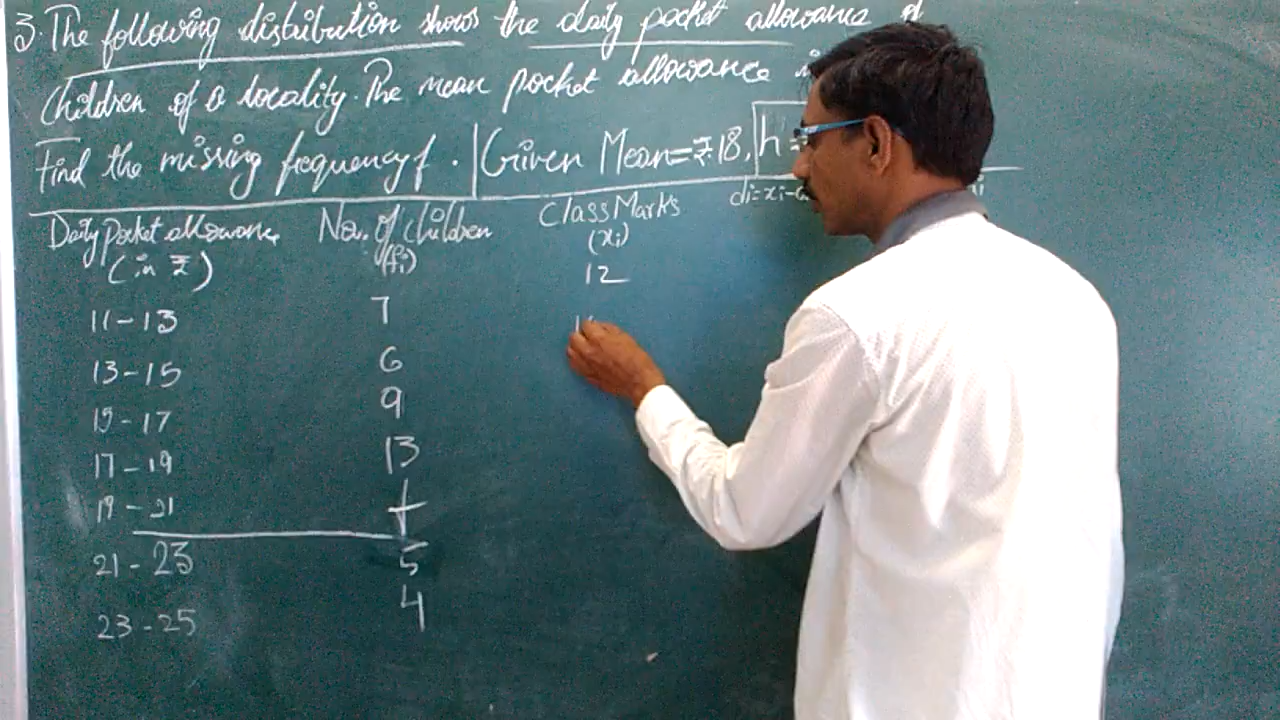 3. The following distribution shows the daily pocket allowance of
Children of a locality. The mean pocket allowance
Find the missing frequency f. Given Mean = ₹.18, h =
Daily pocket allowance No. of children Class Marks di = xi-a
(in ₹) (fi) (xi)
12
11-13 7
13-15 6
15-17 9
17-19 13
19-21 f
21-23 5
23-25 4